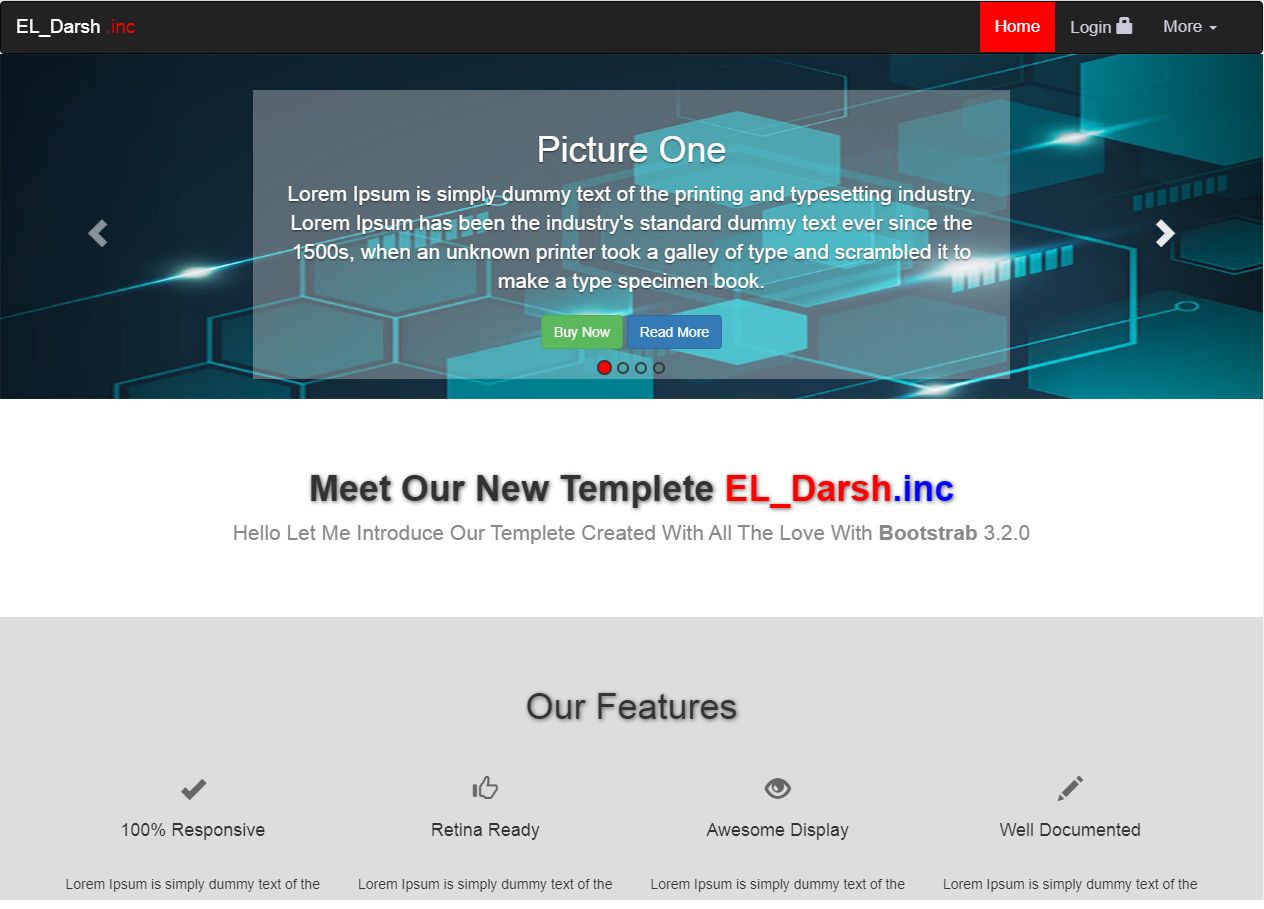 EL_Darsh .inc
Home
Login
More
Picture One
Lorem Ipsum is simply dummy text of the printing and typesetting industry.
Lorem Ipsum has been the industry's standard dummy text ever since the
1500s, when an unknown printer took a galley of type and scrambled it to
make a type specimen book.
Buy Now
Read More
Meet Our New Templete EL_Darsh.inc
Hello Let Me Introduce Our Templete Created With All The Love With Bootstrab 3.2.0
Our Features
100% Responsive
Retina Ready
Awesome Display
Well Documented
Lorem Ipsum is simply dummy text of the
Lorem Ipsum is simply dummy text of the
Lorem Ipsum is simply dummy text of the
Lorem Ipsum is simply dummy text of the